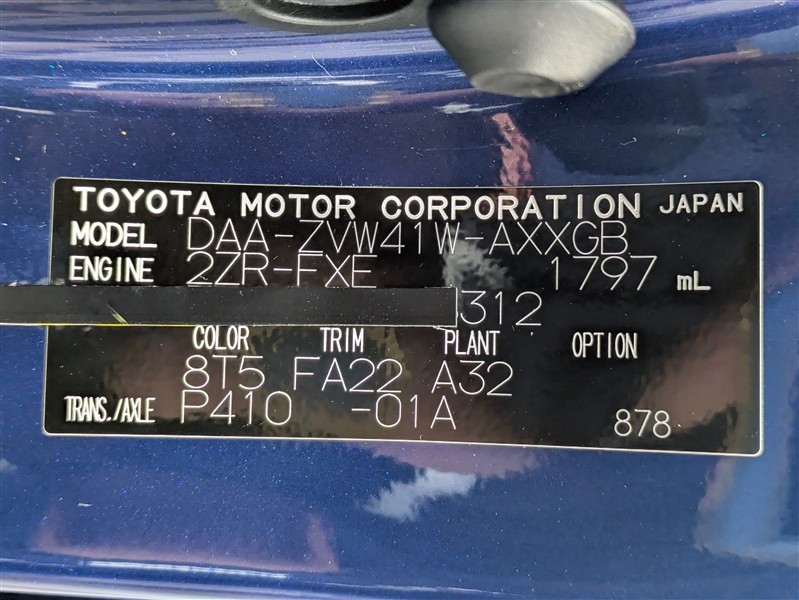 TOYOTA MOTOR CORPORATION JAPAN
MODEL DAA-ZVW41W-AXXGB
ENGINE 2ZR-FXE 1797 mL
312
COLOR TRIM PLANT OPTION
8T5 FA22 A32
TRANS./AXLE P410 -01A 878